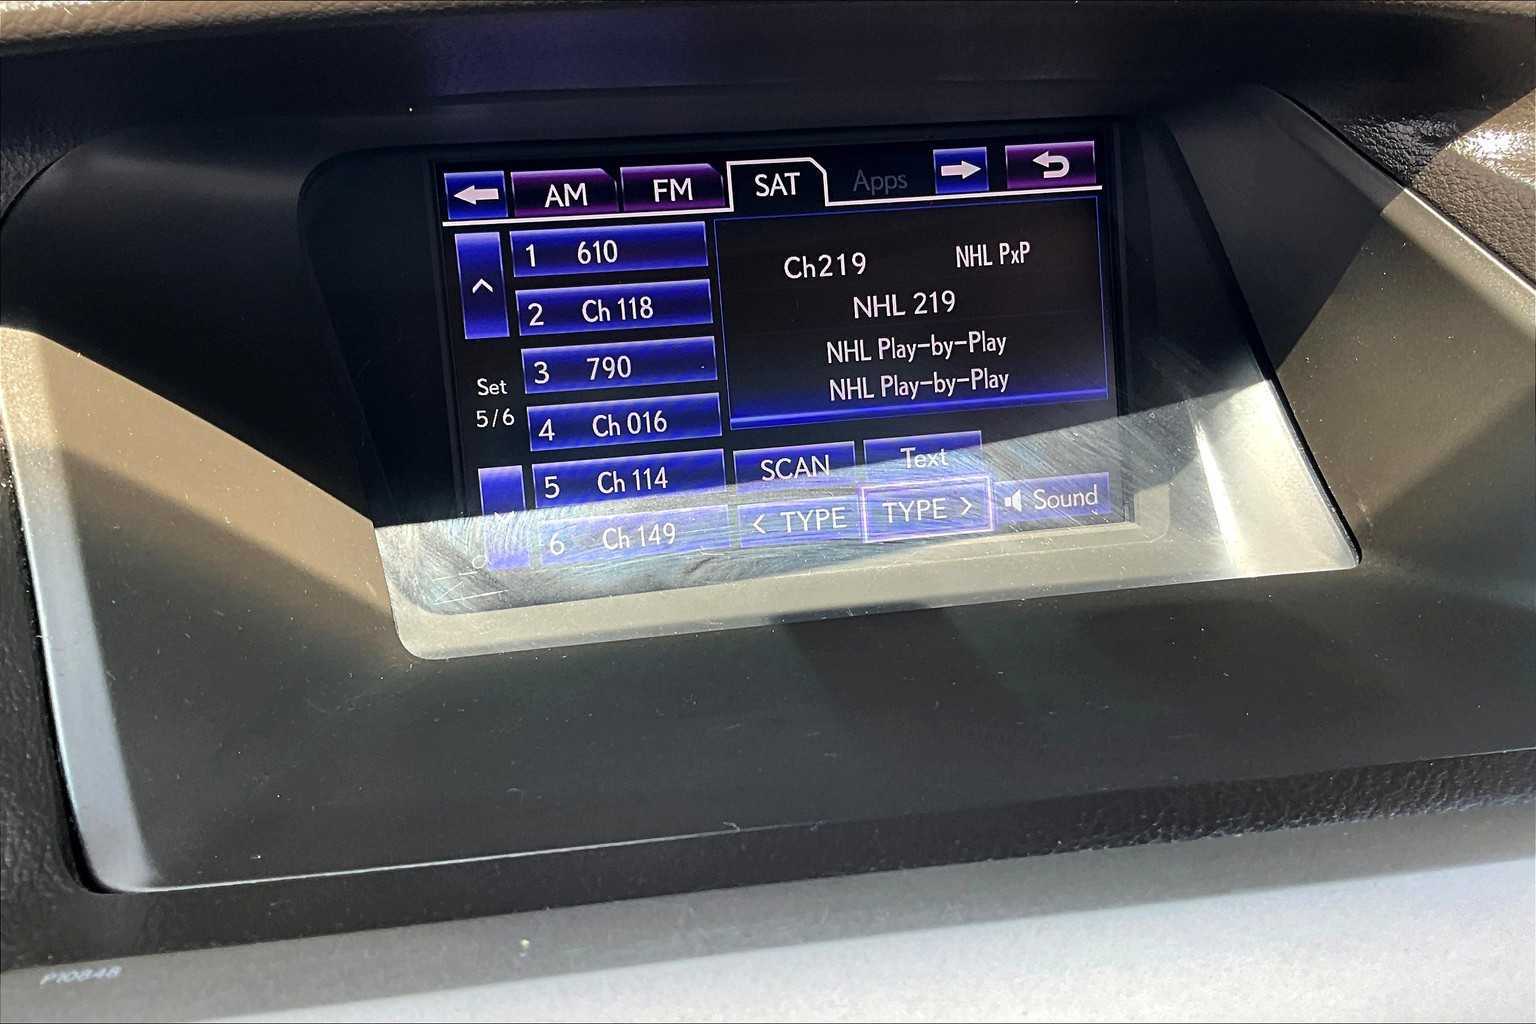 AM FM SAT Apps
1 610
2 Ch 118
3 790
4 Ch 016
5 Ch 114
6 Ch 149
Set
5/6
Ch219 NHL PxP
NHL 219
NHL Play-by-Play
NHL Play-by-Play
SCAN Text
< TYPE TYPE > Sound
P10848